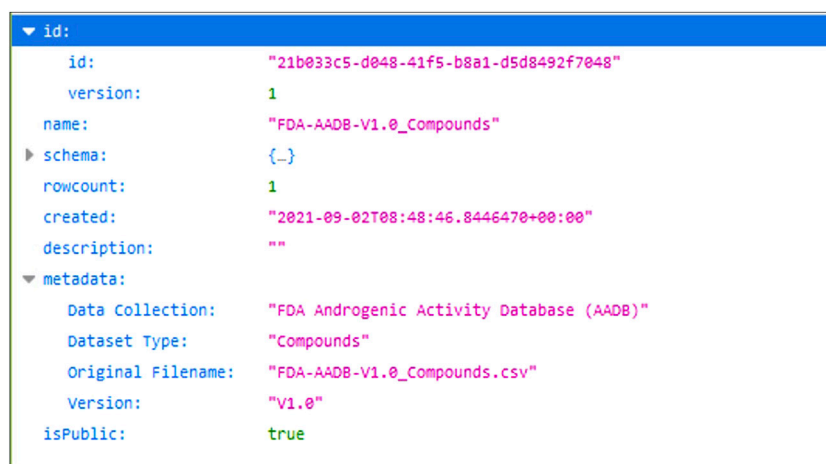 id:
id: "21b033c5-d048-41f5-b8a1-d5d8492f7048"
version: 1
name: "FDA-AADB-V1.0_Compounds"
schema: {…}
rowcount: 1
created: "2021-09-02T08:48:46.8446470+00:00"
description: ""
metadata:
Data Collection: "FDA Androgenic Activity Database (AADB)"
Dataset Type: "Compounds"
Original Filename: "FDA-AADB-V1.0_Compounds.csv"
Version: "V1.0"
isPublic: true